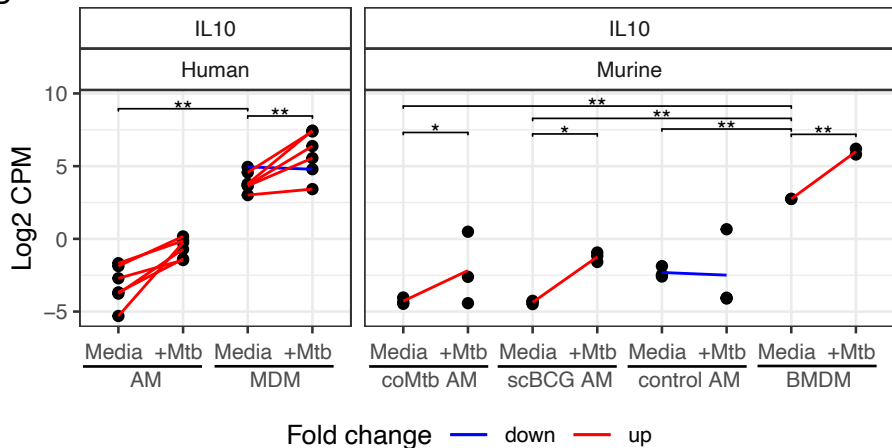 IL10 IL10
Human Murine
Log2 CPM
10
5
0
−5
** ** * ** ** * ** **
Media +Mtb Media +Mtb Media +Mtb Media +Mtb Media +Mtb Media +Mtb
AM MDM coMtb AM scBCG AM control AM BMDM
Fold change down up